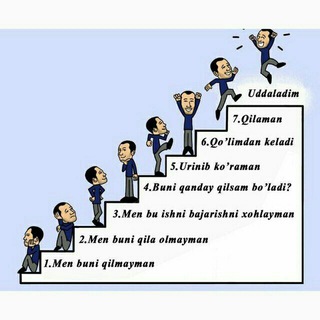 Uddaladim
7.Qilaman
6.Qo'limdan keladi
5.Urinib ko'raman
4.Buni qanday qilsam bo'ladi?
3.Men bu ishni bajarishni xohlayman
2.Men buni qila olmayman
1.Men buni qilmayman